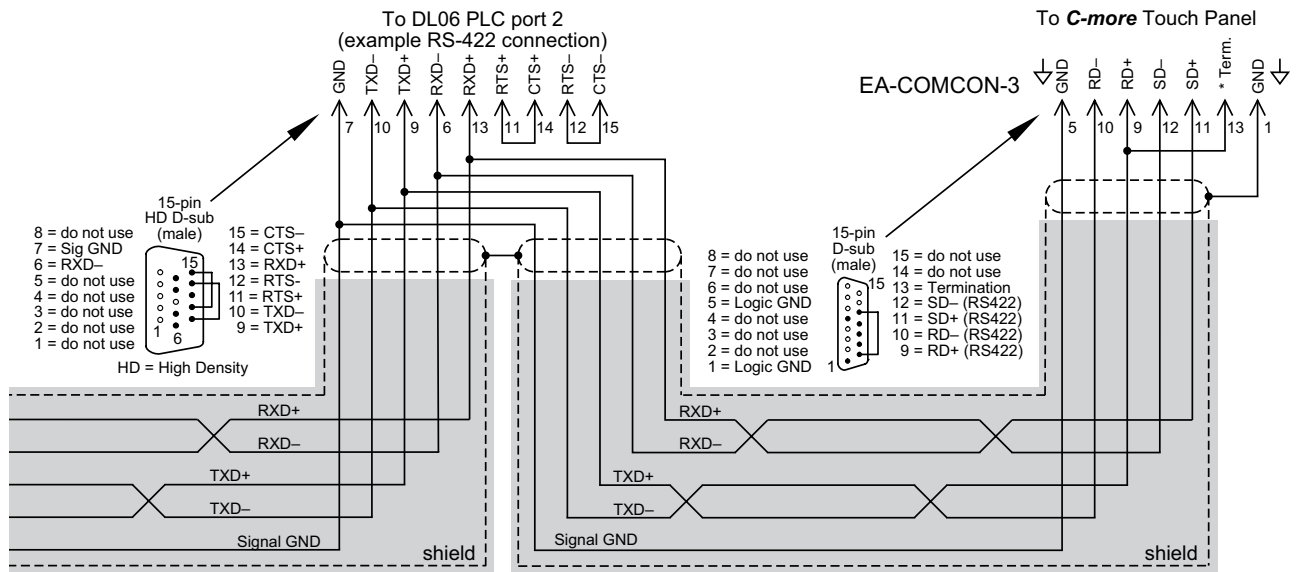 To DL06 PLC port 2
(example RS-422 connection)
GND
TXD–
TXD+
RXD–
RXD+
RTS+
CTS+
RTS–
CTS–
7
10
9
6
13
11
14
12
15
To C-more Touch Panel
EA-COMCON-3
GND
RD–
RD+
SD–
SD+
* Term.
GND
5
10
9
12
11
13
1
15-pin
HD D-sub
(male)
8 = do not use
7 = Sig GND
6 = RXD–
5 = do not use
4 = do not use
3 = do not use
2 = do not use
1 = do not use
15
1
6
15 = CTS–
14 = CTS+
13 = RXD+
12 = RTS-
11 = RTS+
10 = TXD–
9 = TXD+
HD = High Density
15-pin
D-sub
(male)
8 = do not use
7 = do not use
6 = do not use
5 = Logic GND
4 = do not use
3 = do not use
2 = do not use
1 = Logic GND
15
1
15 = do not use
14 = do not use
13 = Termination
12 = SD– (RS422)
11 = SD+ (RS422)
10 = RD– (RS422)
9 = RD+ (RS422)
RXD+
RXD–
TXD+
TXD–
Signal GND
shield
RXD+
RXD–
TXD+
TXD–
Signal GND
shield